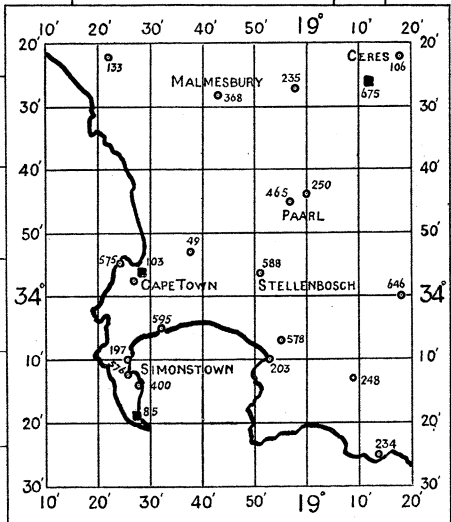 10' 20' 30' 40' 50' 19° 10' 20'
20' 20'
133 CERES 106
MALMESBURY 235 675
368
30' 30'
40' 40'
465 250
PAARL
50' 50'
49
575 103 588
CAPE TOWN STELLENBOSCH 646
34° 34°
595
578
197 203
10' 10'
576 SIMONSTOWN
400 248
85
20' 20'
234
30' 30'
10' 20' 30' 40' 50' 19° 10' 20'